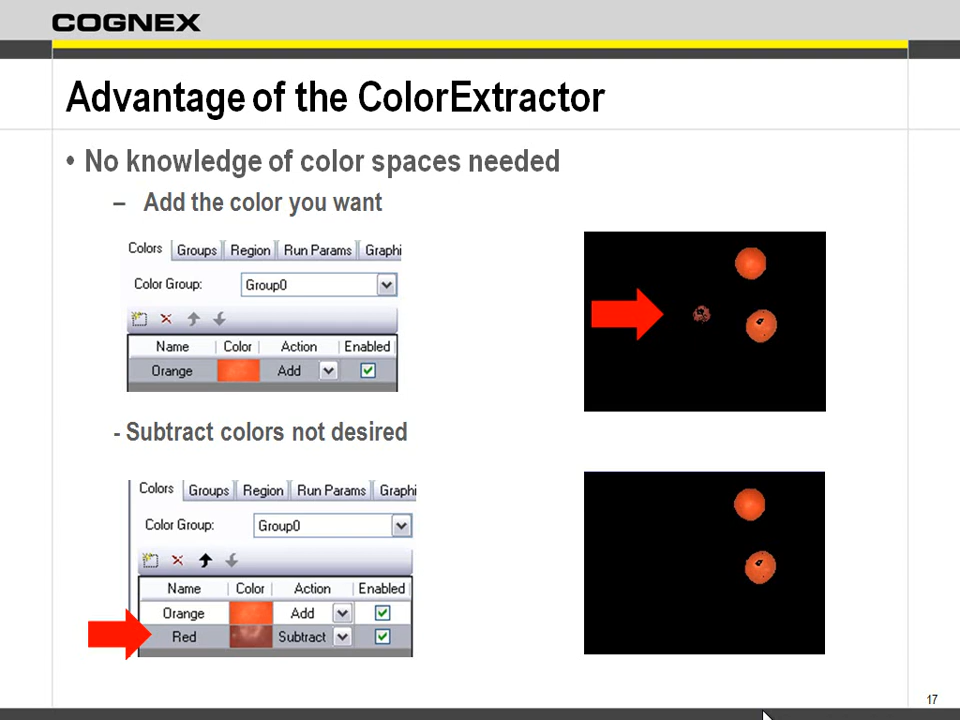 COGNEX
Advantage of the ColorExtractor
• No knowledge of color spaces needed
– Add the color you want
Colors Groups Region Run Params Graphi
Color Group: Group0
Name Color Action Enabled
Orange Add
- Subtract colors not desired
Colors Groups Region Run Params Graphi
Color Group: Group0
Name Color Action Enabled
Orange Add
Red Subtract
17